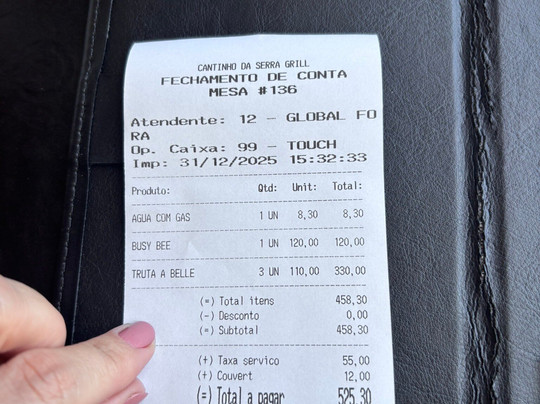 CANTINHO DA SERRA GRILL
FECHAMENTO DE CONTA
MESA #136
Atendente: 12 - GLOBAL FO
RA
Op. Caixa: 99 - TOUCH
Imp: 31/12/2025 15:32:33
Produto: Qtd: Unit: Total:
AGUA COM GAS 1 UN 8,30 8,30
BUSY BEE 1 UN 120,00 120,00
TRUTA A BELLE 3 UN 110,00 330,00
(=) Total itens 458,30
(-) Desconto 0,00
(=) Subtotal 458,30
(+) Taxa servico 55,00
(+) Couvert 12,00
(=) Total a pagar 525,30